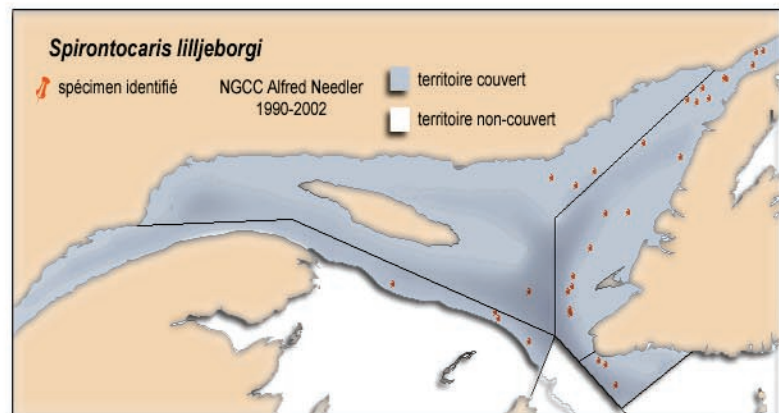 Spirontocaris lilljeborgi
spécimen identifié
NGCC Alfred Needler
1990-2002
territoire couvert
territoire non-couvert